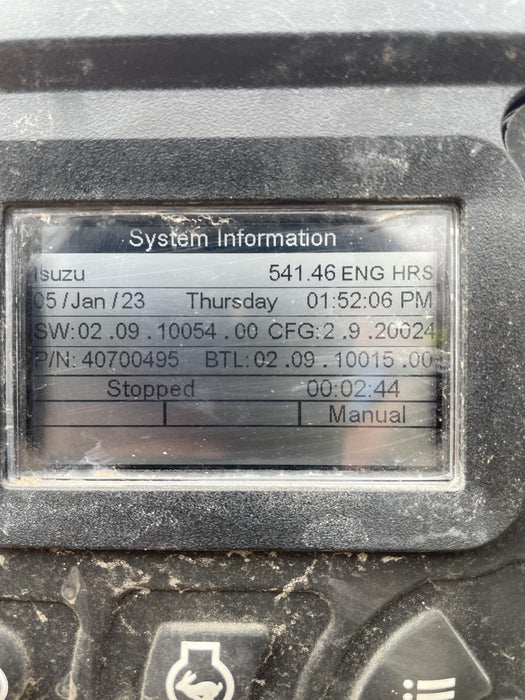 System Information
Isuzu 541.46 ENG HRS
05/Jan/23 Thursday 01:52:06 PM
SW:02.09.10054.00 CFG:2.9.20024
P/N: 40700495 BTL:02.09.10015.00
Stopped 00:02:44
Manual